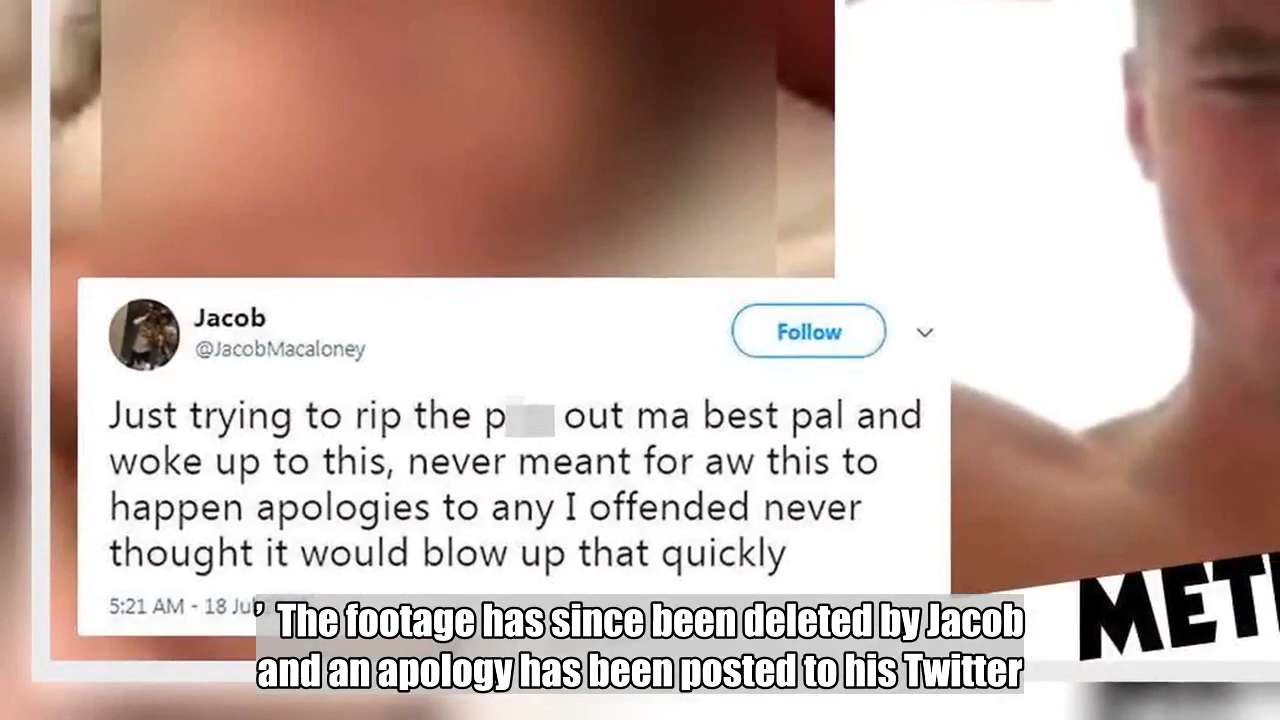 Jacob
@JacobMacaloney
Follow
Just trying to rip the p out ma best pal and
woke up to this, never meant for aw this to
happen apologies to any I offended never
thought it would blow up that quickly
5:21 AM - 18 Ju
’ The footage has since been deleted by Jacob
and an apology has been posted to his Twitter
MET